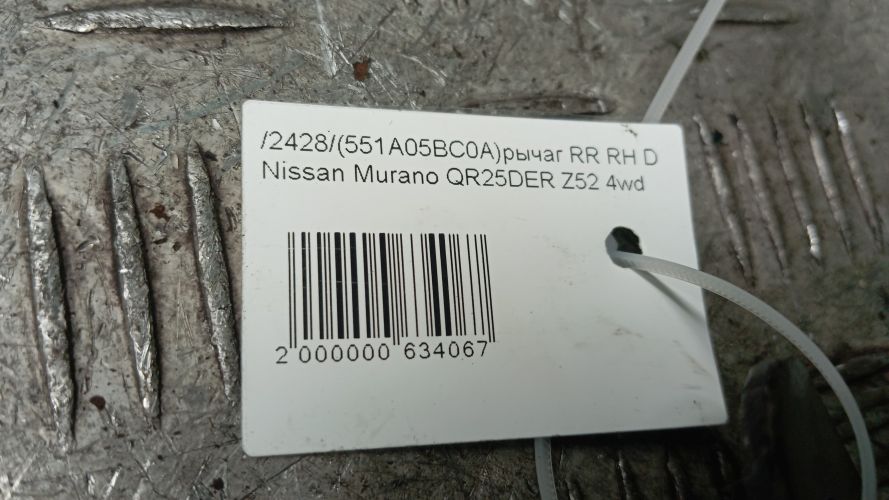 /2428/(551A05BC0A)рычаг RR RH D
Nissan Murano QR25DER Z52 4wd
2 000000 634067